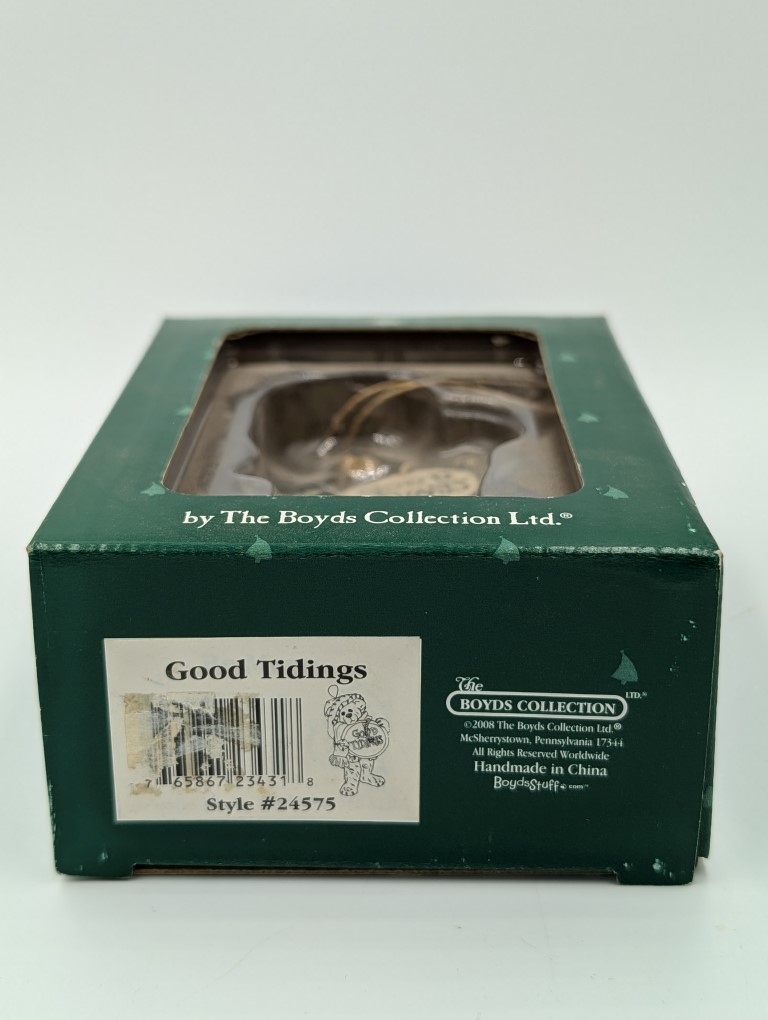 by The Boyds Collection Ltd.®
Good Tidings
7 65867 23431 8
Style #24575
The
BOYDS COLLECTION LTD.®
©2008 The Boyds Collection Ltd.®
McSherrystown, Pennsylvania 17344
All Rights Reserved Worldwide
Handmade in China
BoydsStuff.com™